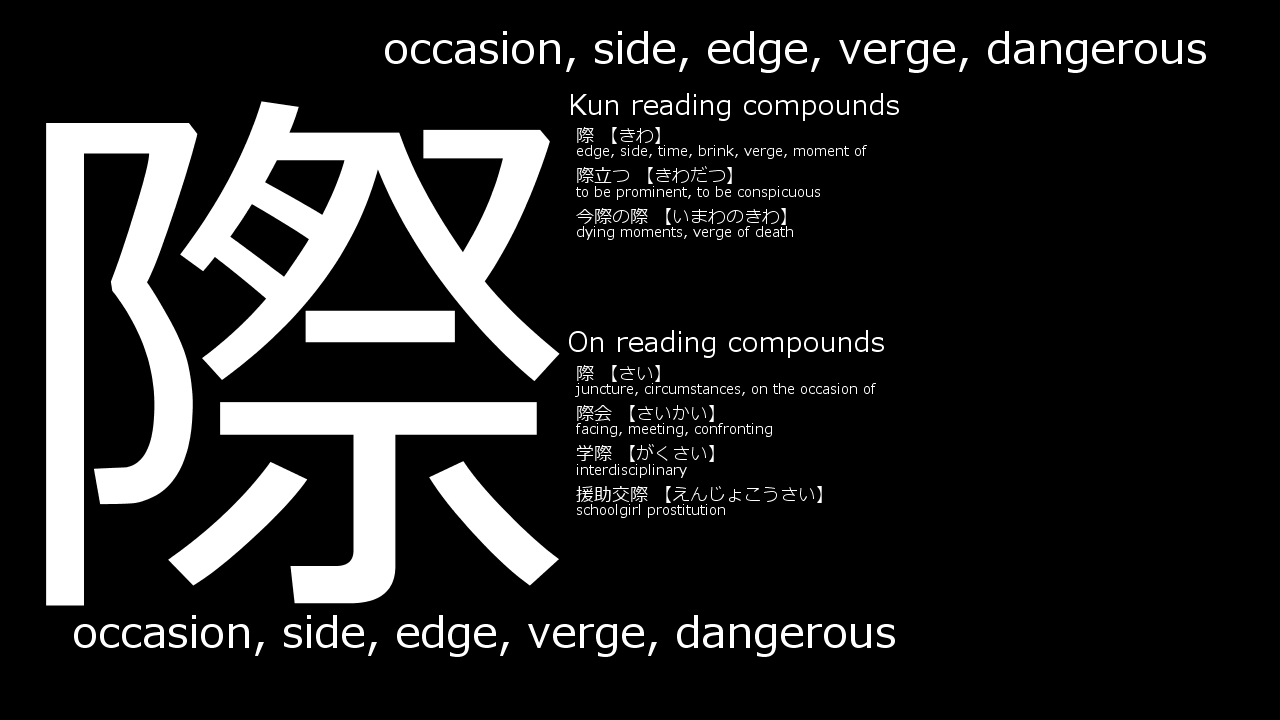 occasion, side, edge, verge, dangerous
際
Kun reading compounds
際 【きわ】
edge, side, time, brink, verge, moment of
際立つ 【きわだつ】
to be prominent, to be conspicuous
今際の際 【いまわのきわ】
dying moments, verge of death
On reading compounds
際 【さい】
juncture, circumstances, on the occasion of
際会 【さいかい】
facing, meeting, confronting
学際 【がくさい】
interdisciplinary
援助交際 【えんじょこうさい】
schoolgirl prostitution
occasion, side, edge, verge, dangerous